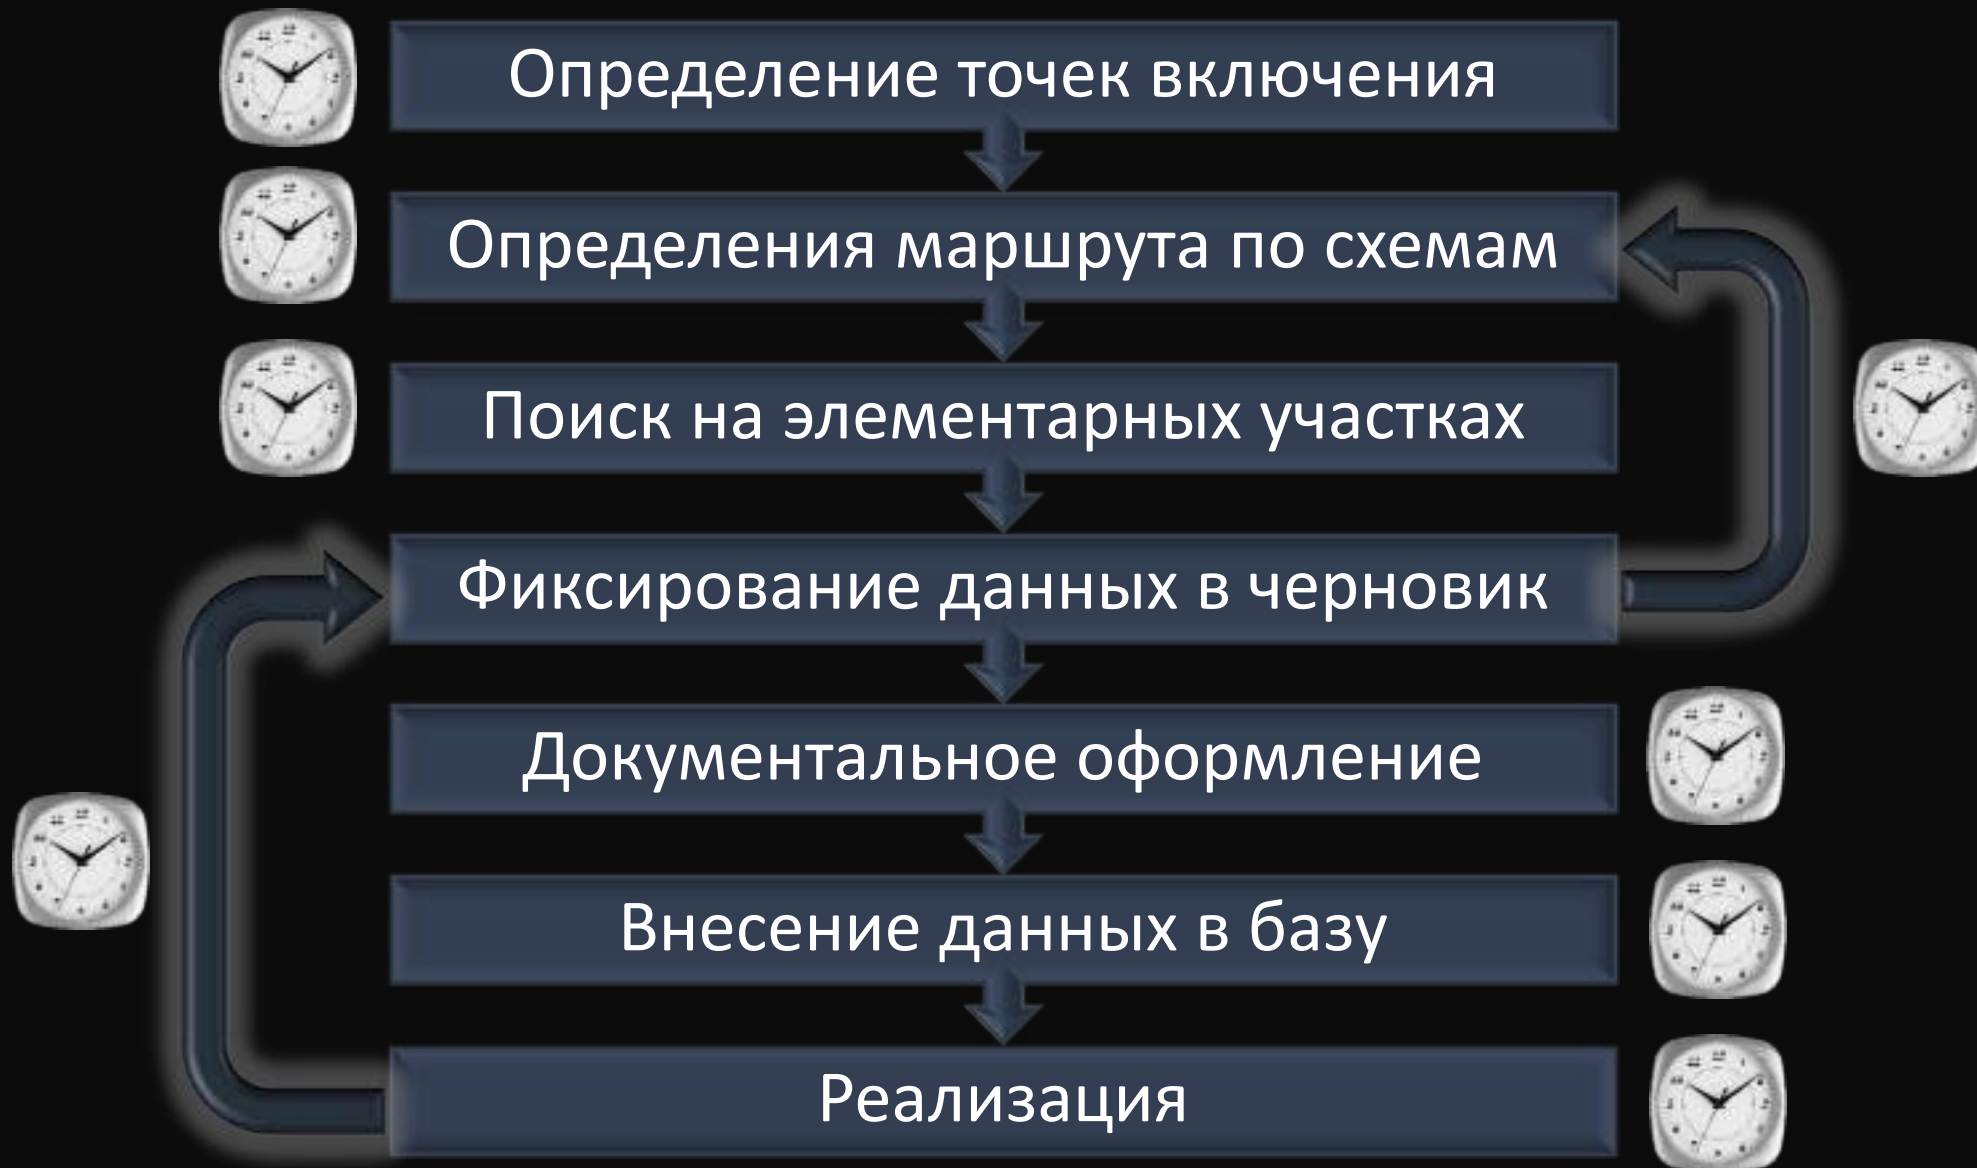 Определение точек включения
Определения маршрута по схемам
Поиск на элементарных участках
Фиксирование данных в черновик
Документальное оформление
Внесение данных в базу
Реализация